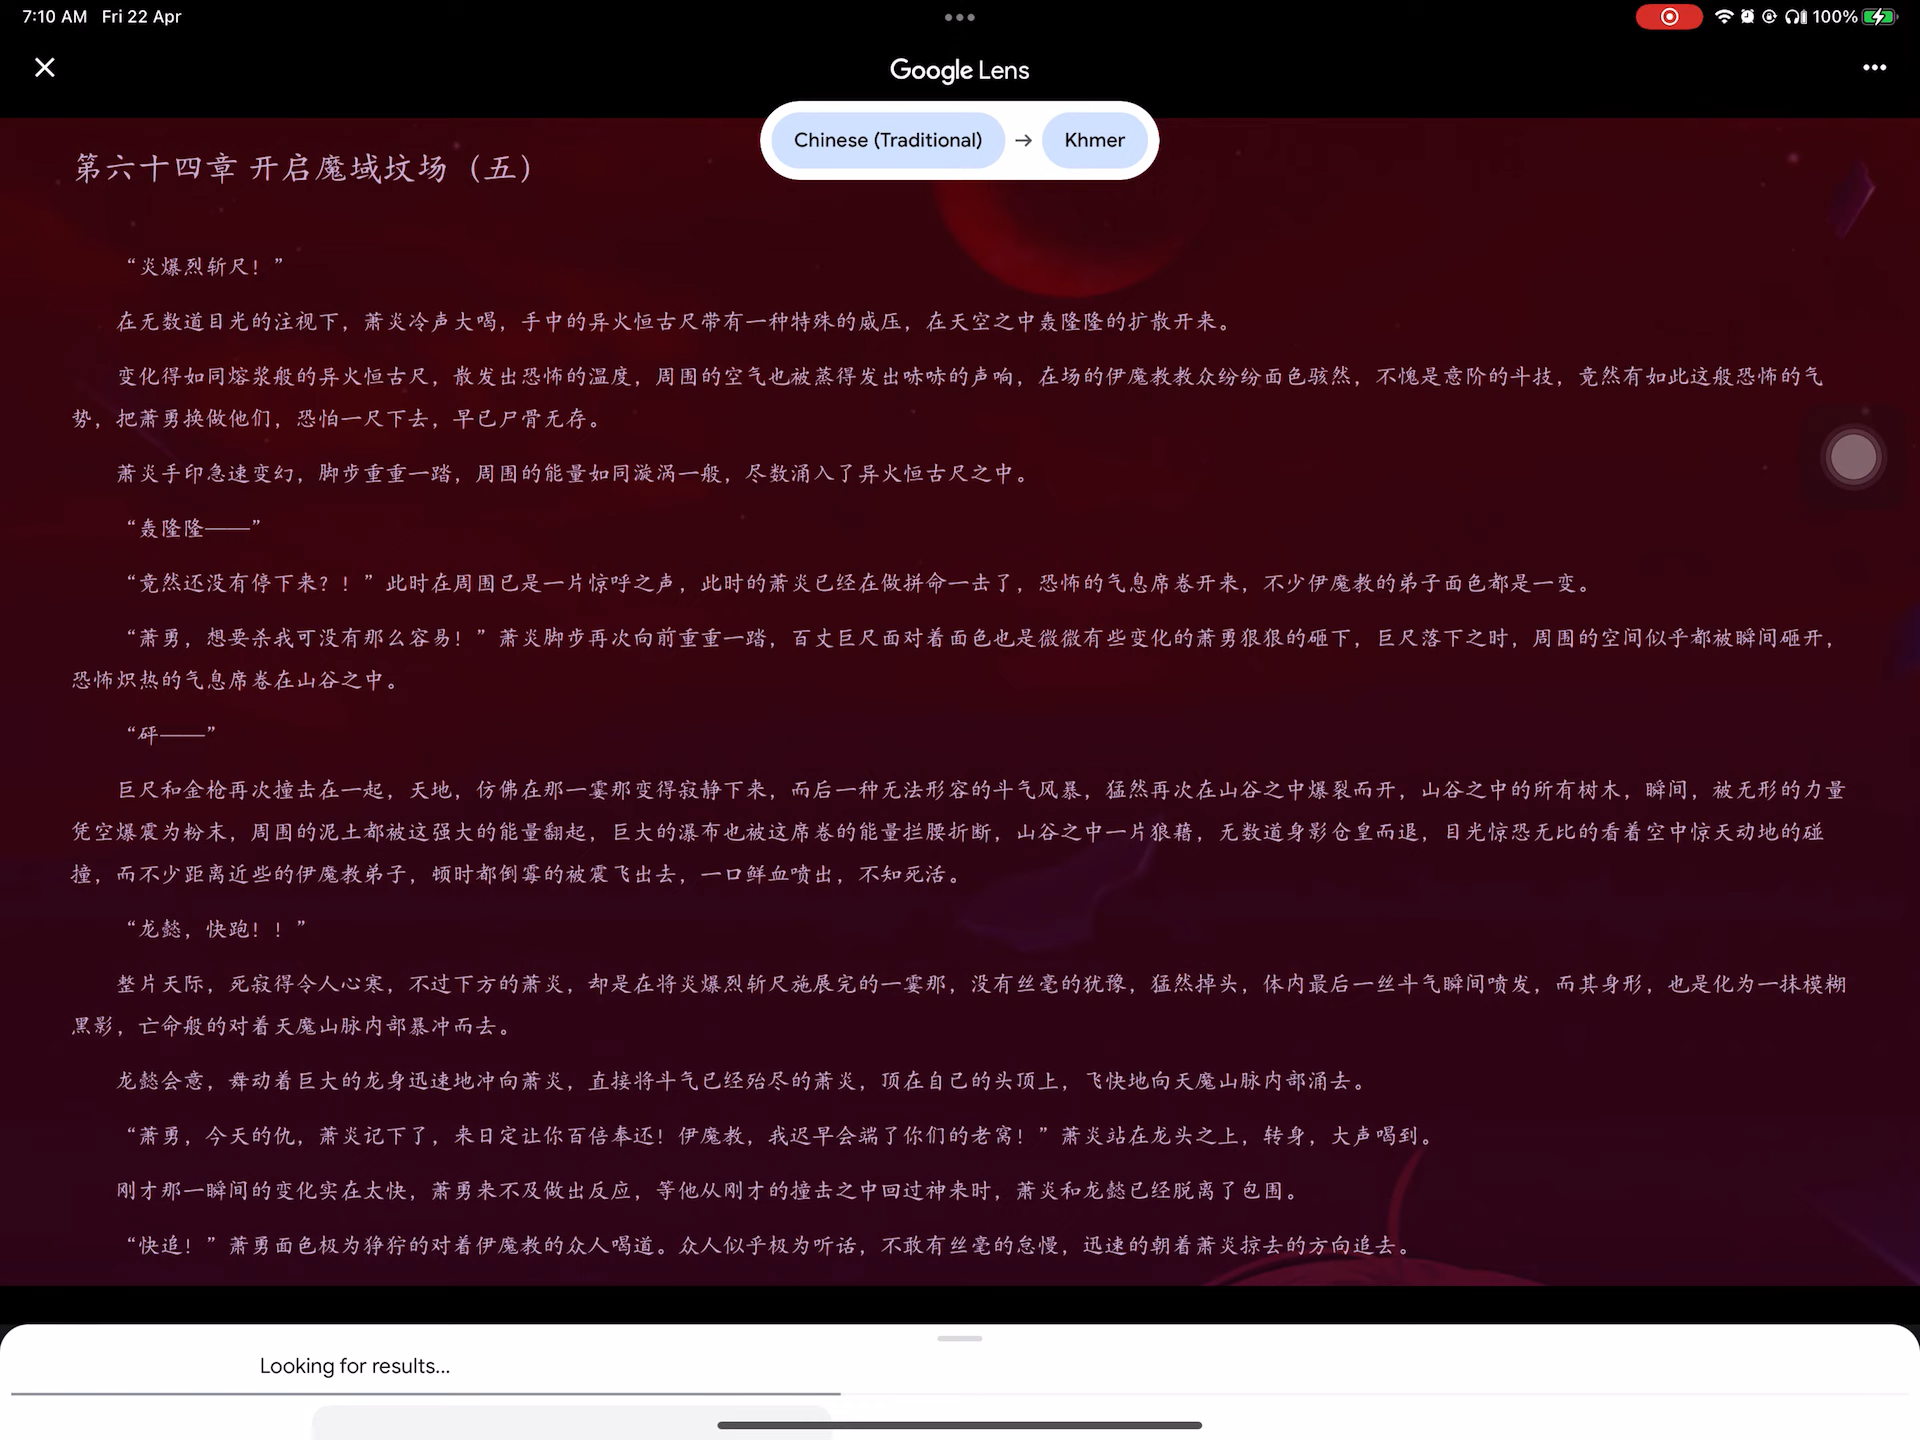 7:10 AM Fri 22 Apr
100%
Google Lens
Chinese (Traditional) → Khmer
第六十四章 开启魔域坟场（五）
“炎爆烈斩尺！”
在无数道目光的注视下，萧炎冷声大喝，手中的异火恒古尺带有一种特殊的威压，在天空之中轰隆隆的扩散开来。
变化得如同熔浆般的异火恒古尺，散发出恐怖的温度，周围的空气也被蒸得发出哧哧的声响，在场的伊魔教教众纷纷面色骇然，不愧是意阶的斗技，竟然有如此这般恐怖的气
势，把萧勇换做他们，恐怕一尺下去，早已尸骨无存。
萧炎手印急速变幻，脚步重重一踏，周围的能量如同漩涡一般，尽数涌入了异火恒古尺之中。
“轰隆隆——”
“竟然还没有停下来？！”此时在周围已是一片惊呼之声，此时的萧炎已经在做拼命一击了，恐怖的气息席卷开来，不少伊魔教的弟子面色都是一变。
“萧勇，想要杀我可没有那么容易！”萧炎脚步再次向前重重一踏，百丈巨尺面对着面色也是微微有些变化的萧勇狠狠的砸下，巨尺落下之时，周围的空间似乎都被瞬间砸开，
恐怖炽热的气息席卷在山谷之中。
“砰——”
巨尺和金枪再次撞击在一起，天地，仿佛在那一霎那变得寂静下来，而后一种无法形容的斗气风暴，猛然再次在山谷之中爆裂而开，山谷之中的所有树木，瞬间，被无形的力量
凭空爆震为粉末，周围的泥土都被这强大的能量翻起，巨大的瀑布也被这席卷的能量拦腰折断，山谷之中一片狼藉，无数道身影仓皇而退，目光惊恐无比的看着空中惊天动地的碰
撞，而不少距离近些的伊魔教弟子，顿时都倒霉的被震飞出去，一口鲜血喷出，不知死活。
“龙懿，快跑！！”
整片天际，死寂得令人心寒，不过下方的萧炎，却是在将炎爆烈斩尺施展完的一霎那，没有丝毫的犹豫，猛然掉头，体内最后一丝斗气瞬间喷发，而其身形，也是化为一抹模糊
黑影，亡命般的对着天魔山脉内部暴冲而去。
龙懿会意，舞动着巨大的龙身迅速地冲向萧炎，直接将斗气已经殆尽的萧炎，顶在自己的头顶上，飞快地向天魔山脉内部涌去。
“萧勇，今天的仇，萧炎记下了，来日定让你百倍奉还！伊魔教，我迟早会端了你们的老窝！”萧炎站在龙头之上，转身，大声喝到。
刚才那一瞬间的变化实在太快，萧勇来不及做出反应，等他从刚才的撞击之中回过神来时，萧炎和龙懿已经脱离了包围。
“快追！”萧勇面色极为狰狞的对着伊魔教的众人喝道。众人似乎极为听话，不敢有丝毫的怠慢，迅速的朝着萧炎掠去的方向追去。
Looking for results...